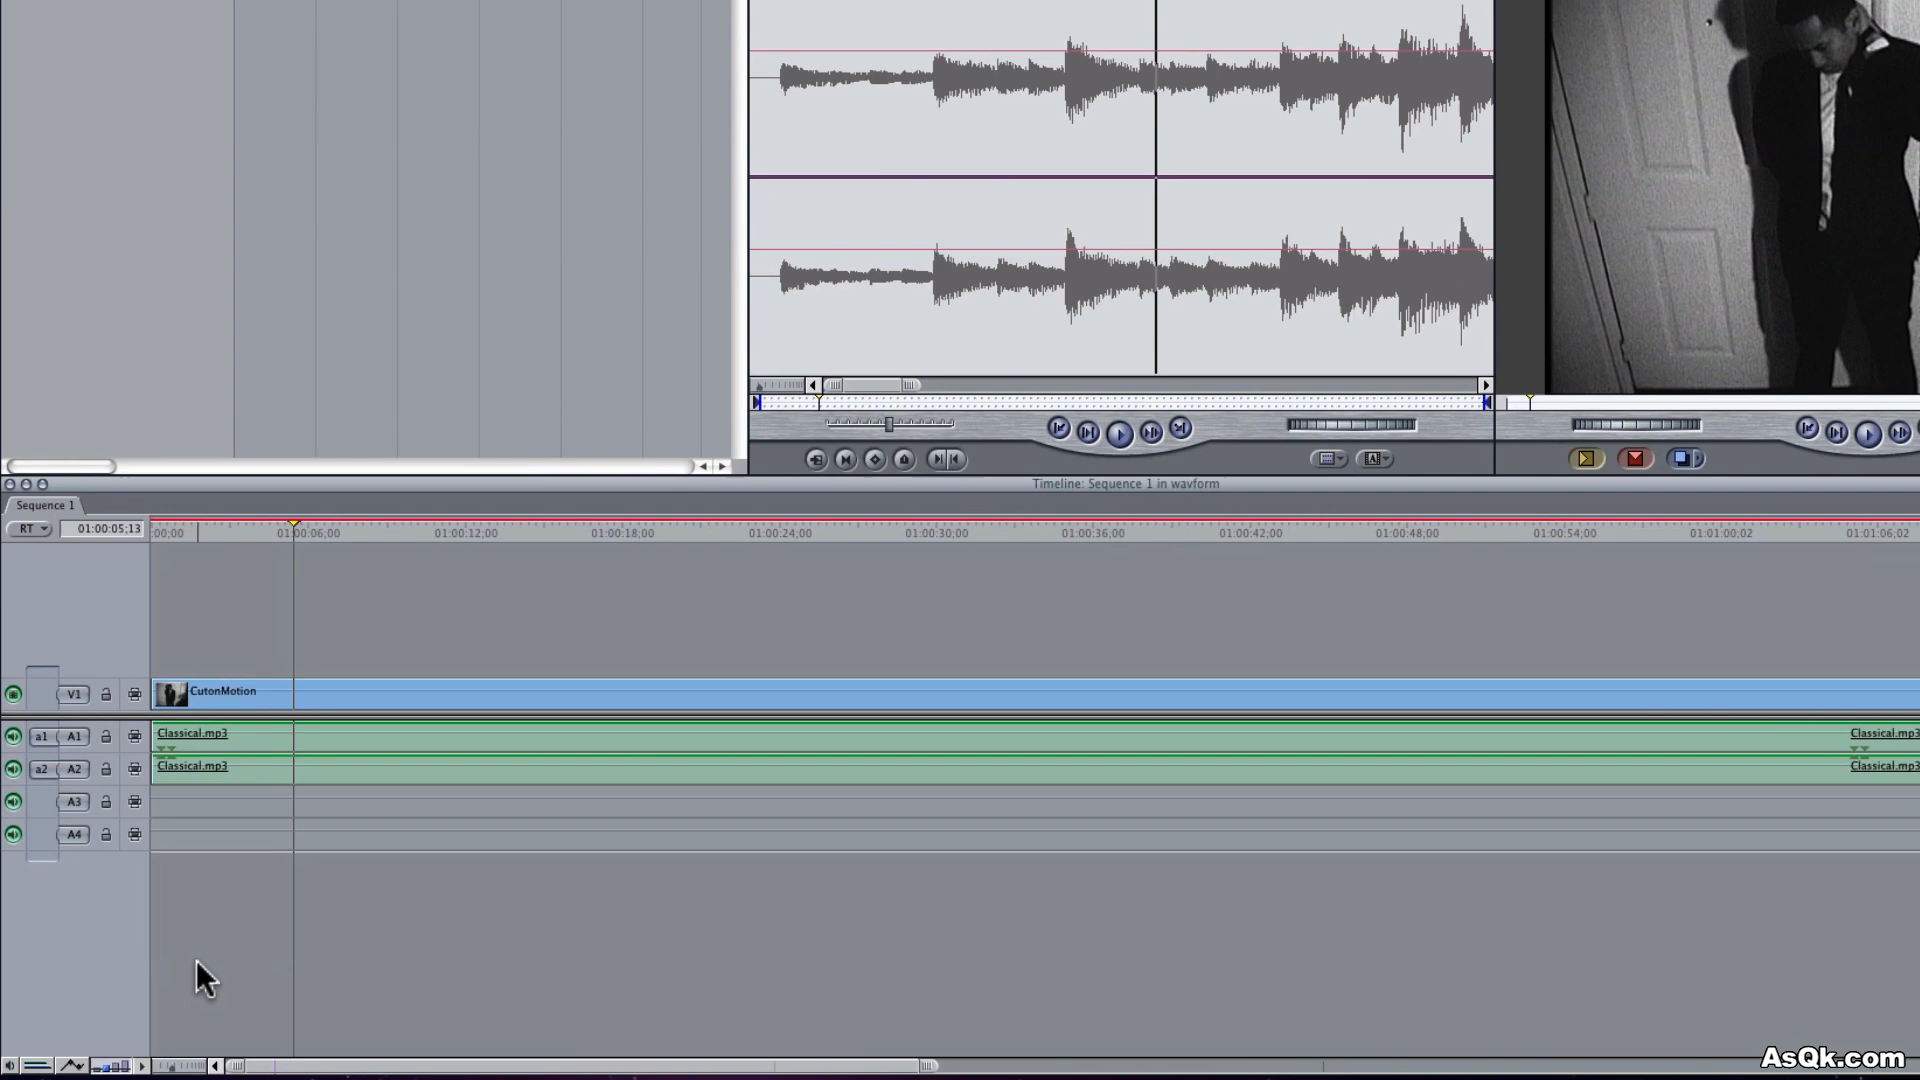 Timeline: Sequence 1 in wavform
Sequence 1
RT
01:00:05;13
:00;00
01:00:06;00
01:00:12;00
01:00:18;00
01:00:24;00
01:00:30;00
01:00:36;00
01:00:42;00
01:00:48;00
01:00:54;00
01:01:00;02
01:01:06;02
V1
CutonMotion
a1 A1
Classical.mp3
Classical.mp3
a2 A2
Classical.mp3
Classical.mp3
A3
A4
AsQk.com